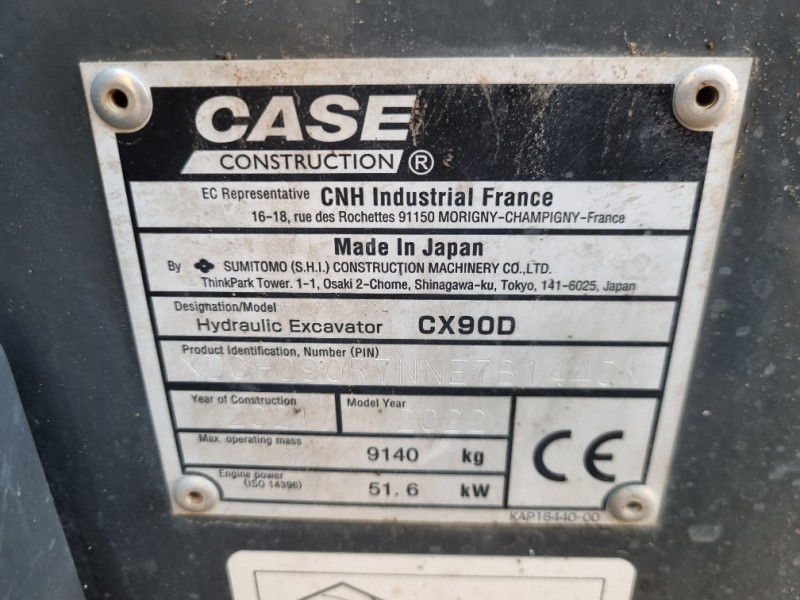 CASE
CONSTRUCTION ®
EC Representative CNH Industrial France
16-18, rue des Rochettes 91150 MORIGNY-CHAMPIGNY-France
Made In Japan
By SUMITOMO (S.H.I.) CONSTRUCTION MACHINERY CO., LTD.
ThinkPark Tower. 1-1, Osaki 2-Chome, Shinagawa-ku, Tokyo, 141-6025, Japan
Designation/Model
Hydraulic Excavator CX90D
Product Identification, Number (PIN)
Year of Construction Model Year
2021 2022
Max. operating mass
9140 kg
Engine power
(ISO 14396)
51.6 kW
CE
KAP16440-00